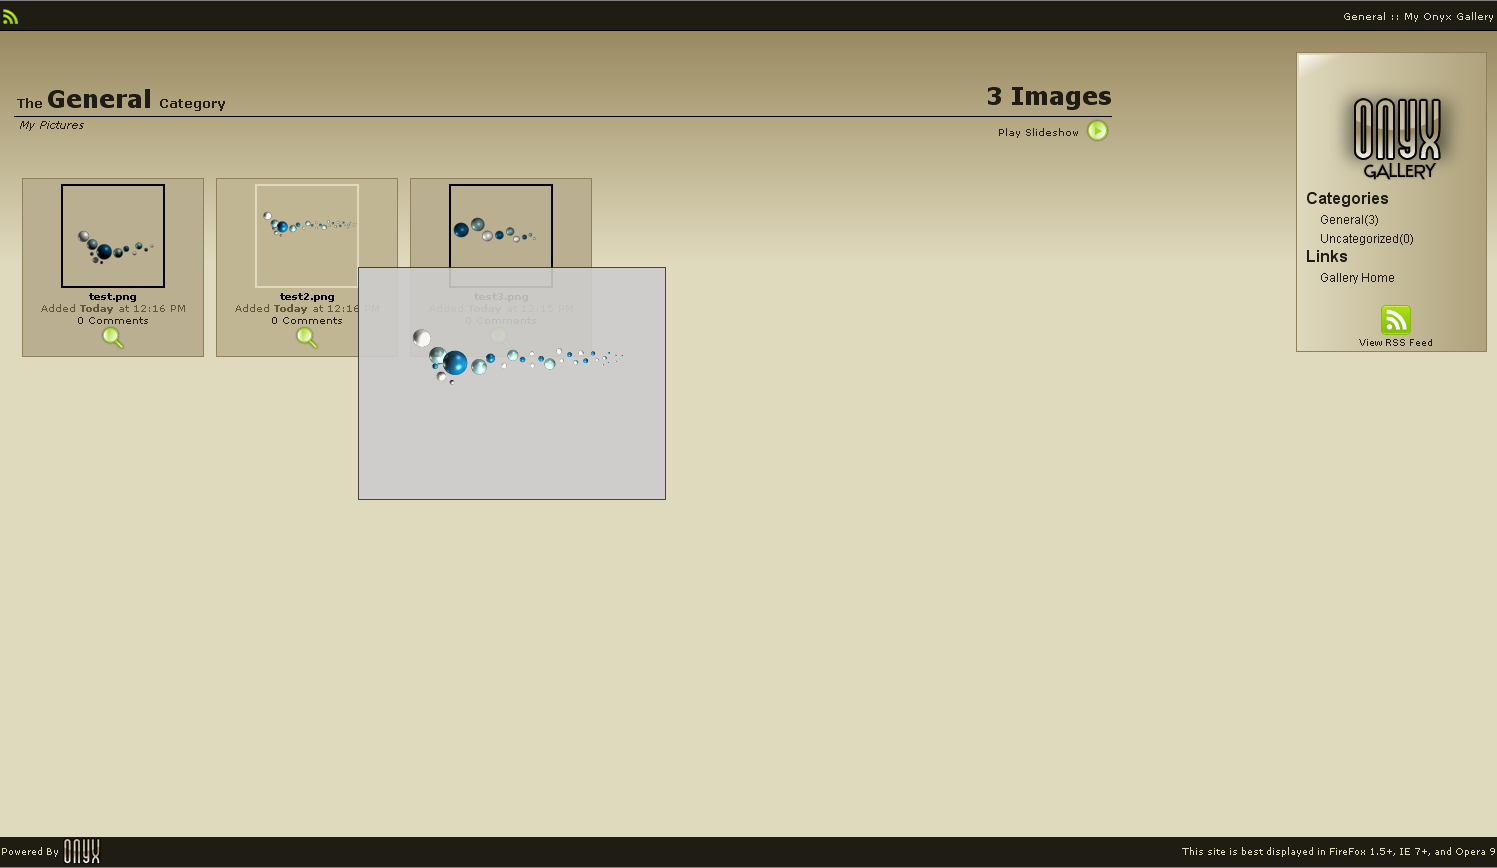 General :: My Onyx Gallery
The General Category
3 Images
My Pictures
Play Slideshow
test.png
Added Today at 12:16 PM
0 Comments
test2.png
Added Today at 12:16 PM
0 Comments
test3.png
Added Today at 12:15 PM
0 Comments
ONYX
GALLERY
Categories
General(3)
Uncategorized(0)
Links
Gallery Home
View RSS Feed
Powered By ONYX
This site is best displayed in FireFox 1.5+, IE 7+, and Opera 9